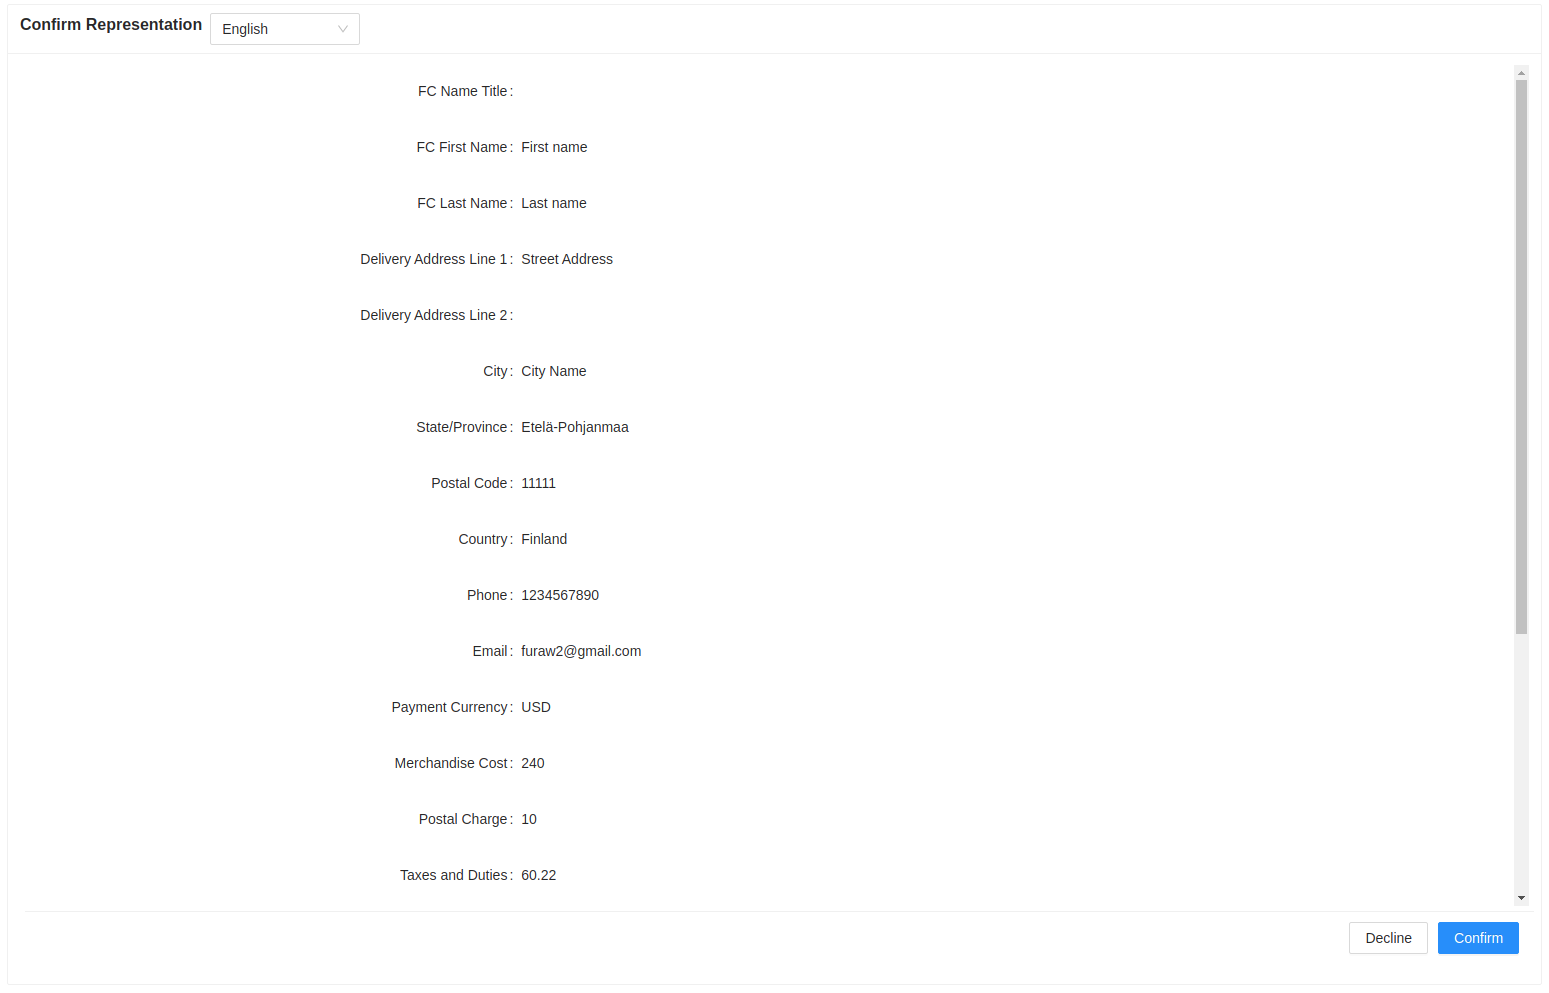 Confirm Representation English
FC Name Title :
FC First Name : First name
FC Last Name : Last name
Delivery Address Line 1 : Street Address
Delivery Address Line 2 :
City : City Name
State/Province : Etelä-Pohjanmaa
Postal Code : 11111
Country : Finland
Phone : 1234567890
Email : furaw2@gmail.com
Payment Currency : USD
Merchandise Cost : 240
Postal Charge : 10
Taxes and Duties : 60.22
Decline Confirm